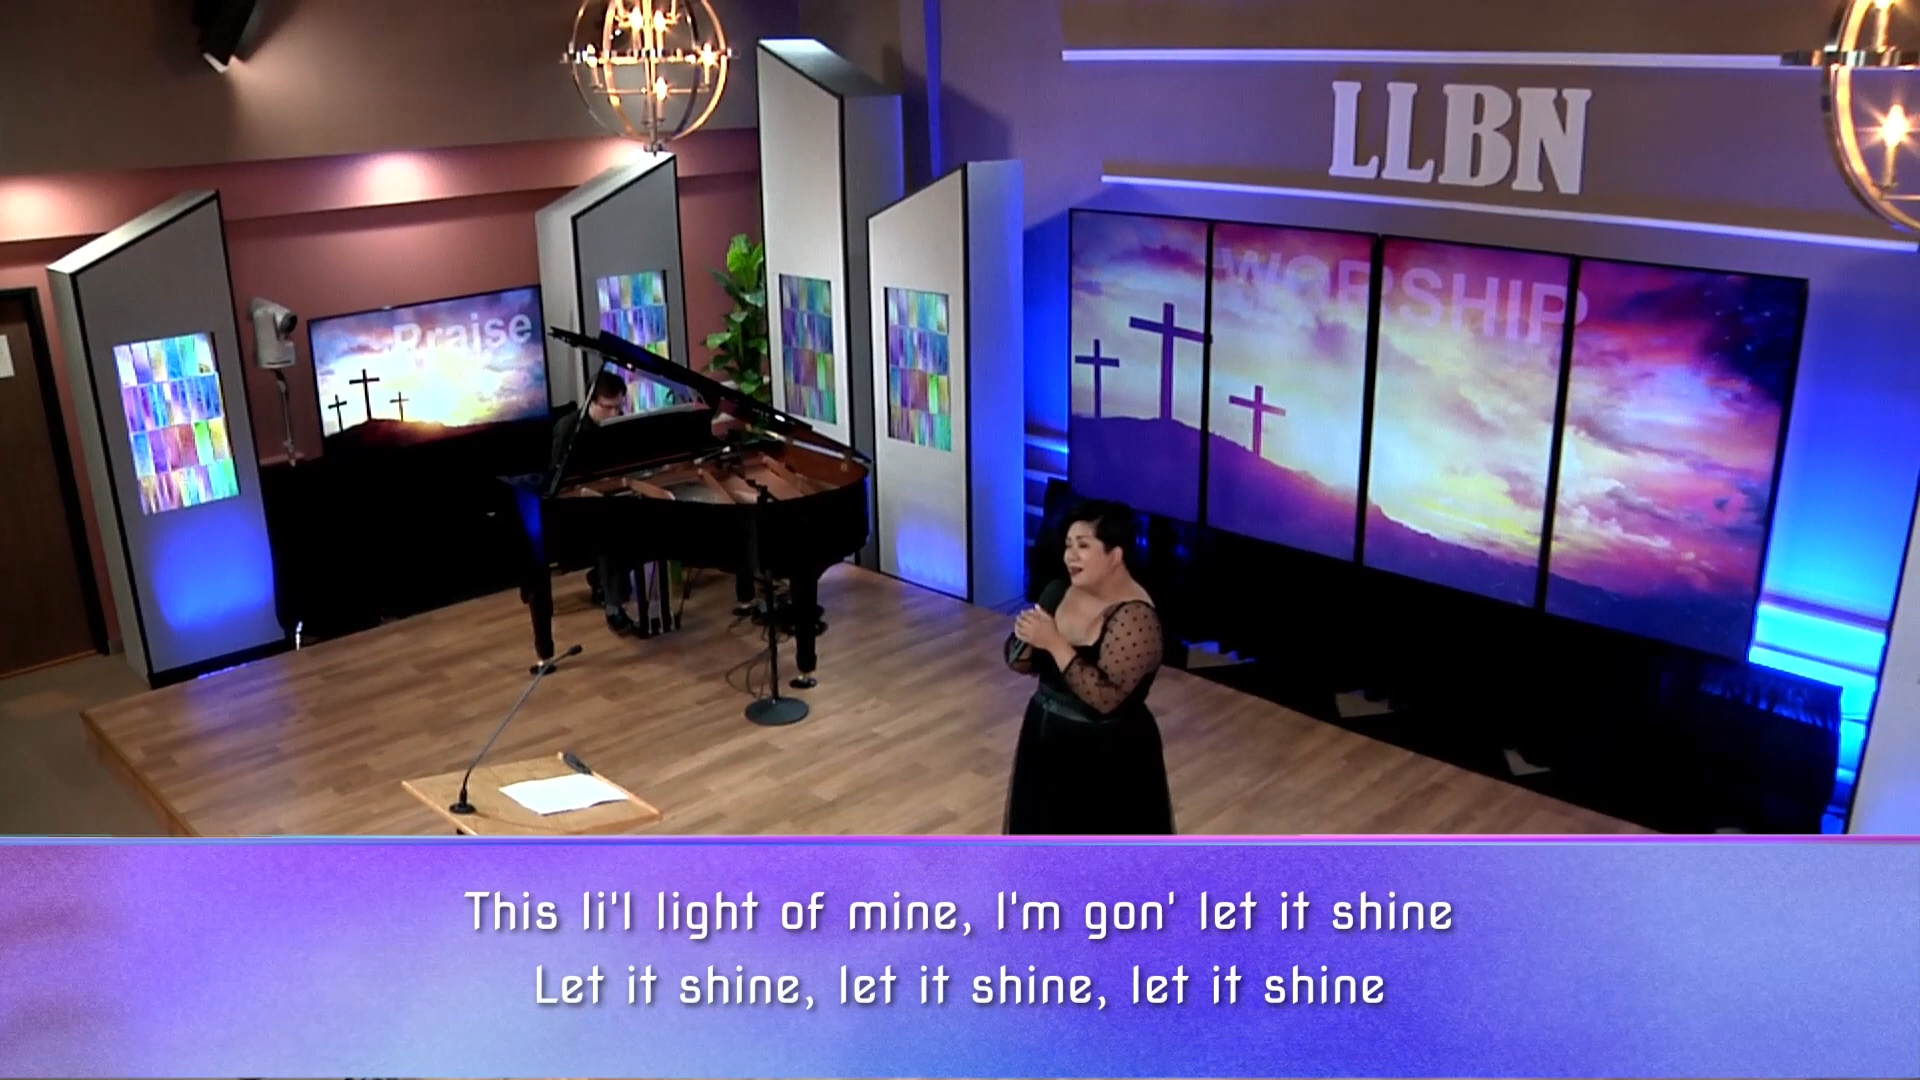 LLBN
WORSHIP
Praise
This li'l light of mine, I'm gon' let it shine
Let it shine, let it shine, let it shine